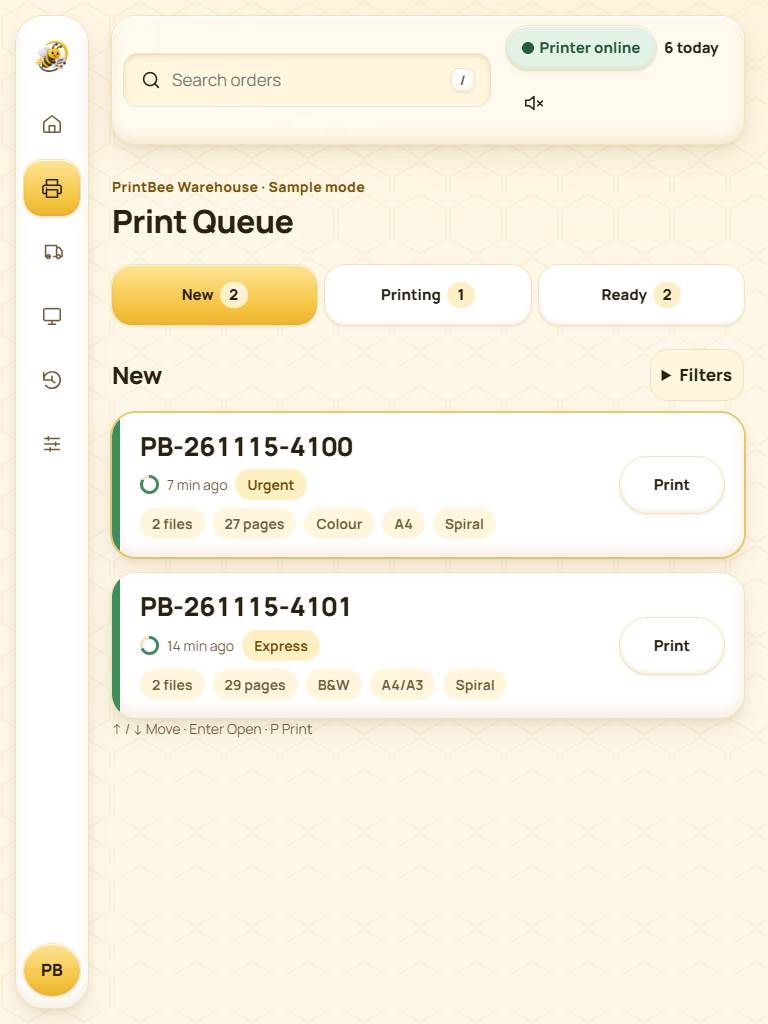 Search orders /
Printer online 6 today
PrintBee Warehouse · Sample mode
Print Queue
New 2 Printing 1 Ready 2
New Filters
PB-261115-4100
7 min ago Urgent
Print
2 files 27 pages Colour A4 Spiral
PB-261115-4101
14 min ago Express
Print
2 files 29 pages B&W A4/A3 Spiral
↑ / ↓ Move · Enter Open · P Print
PB